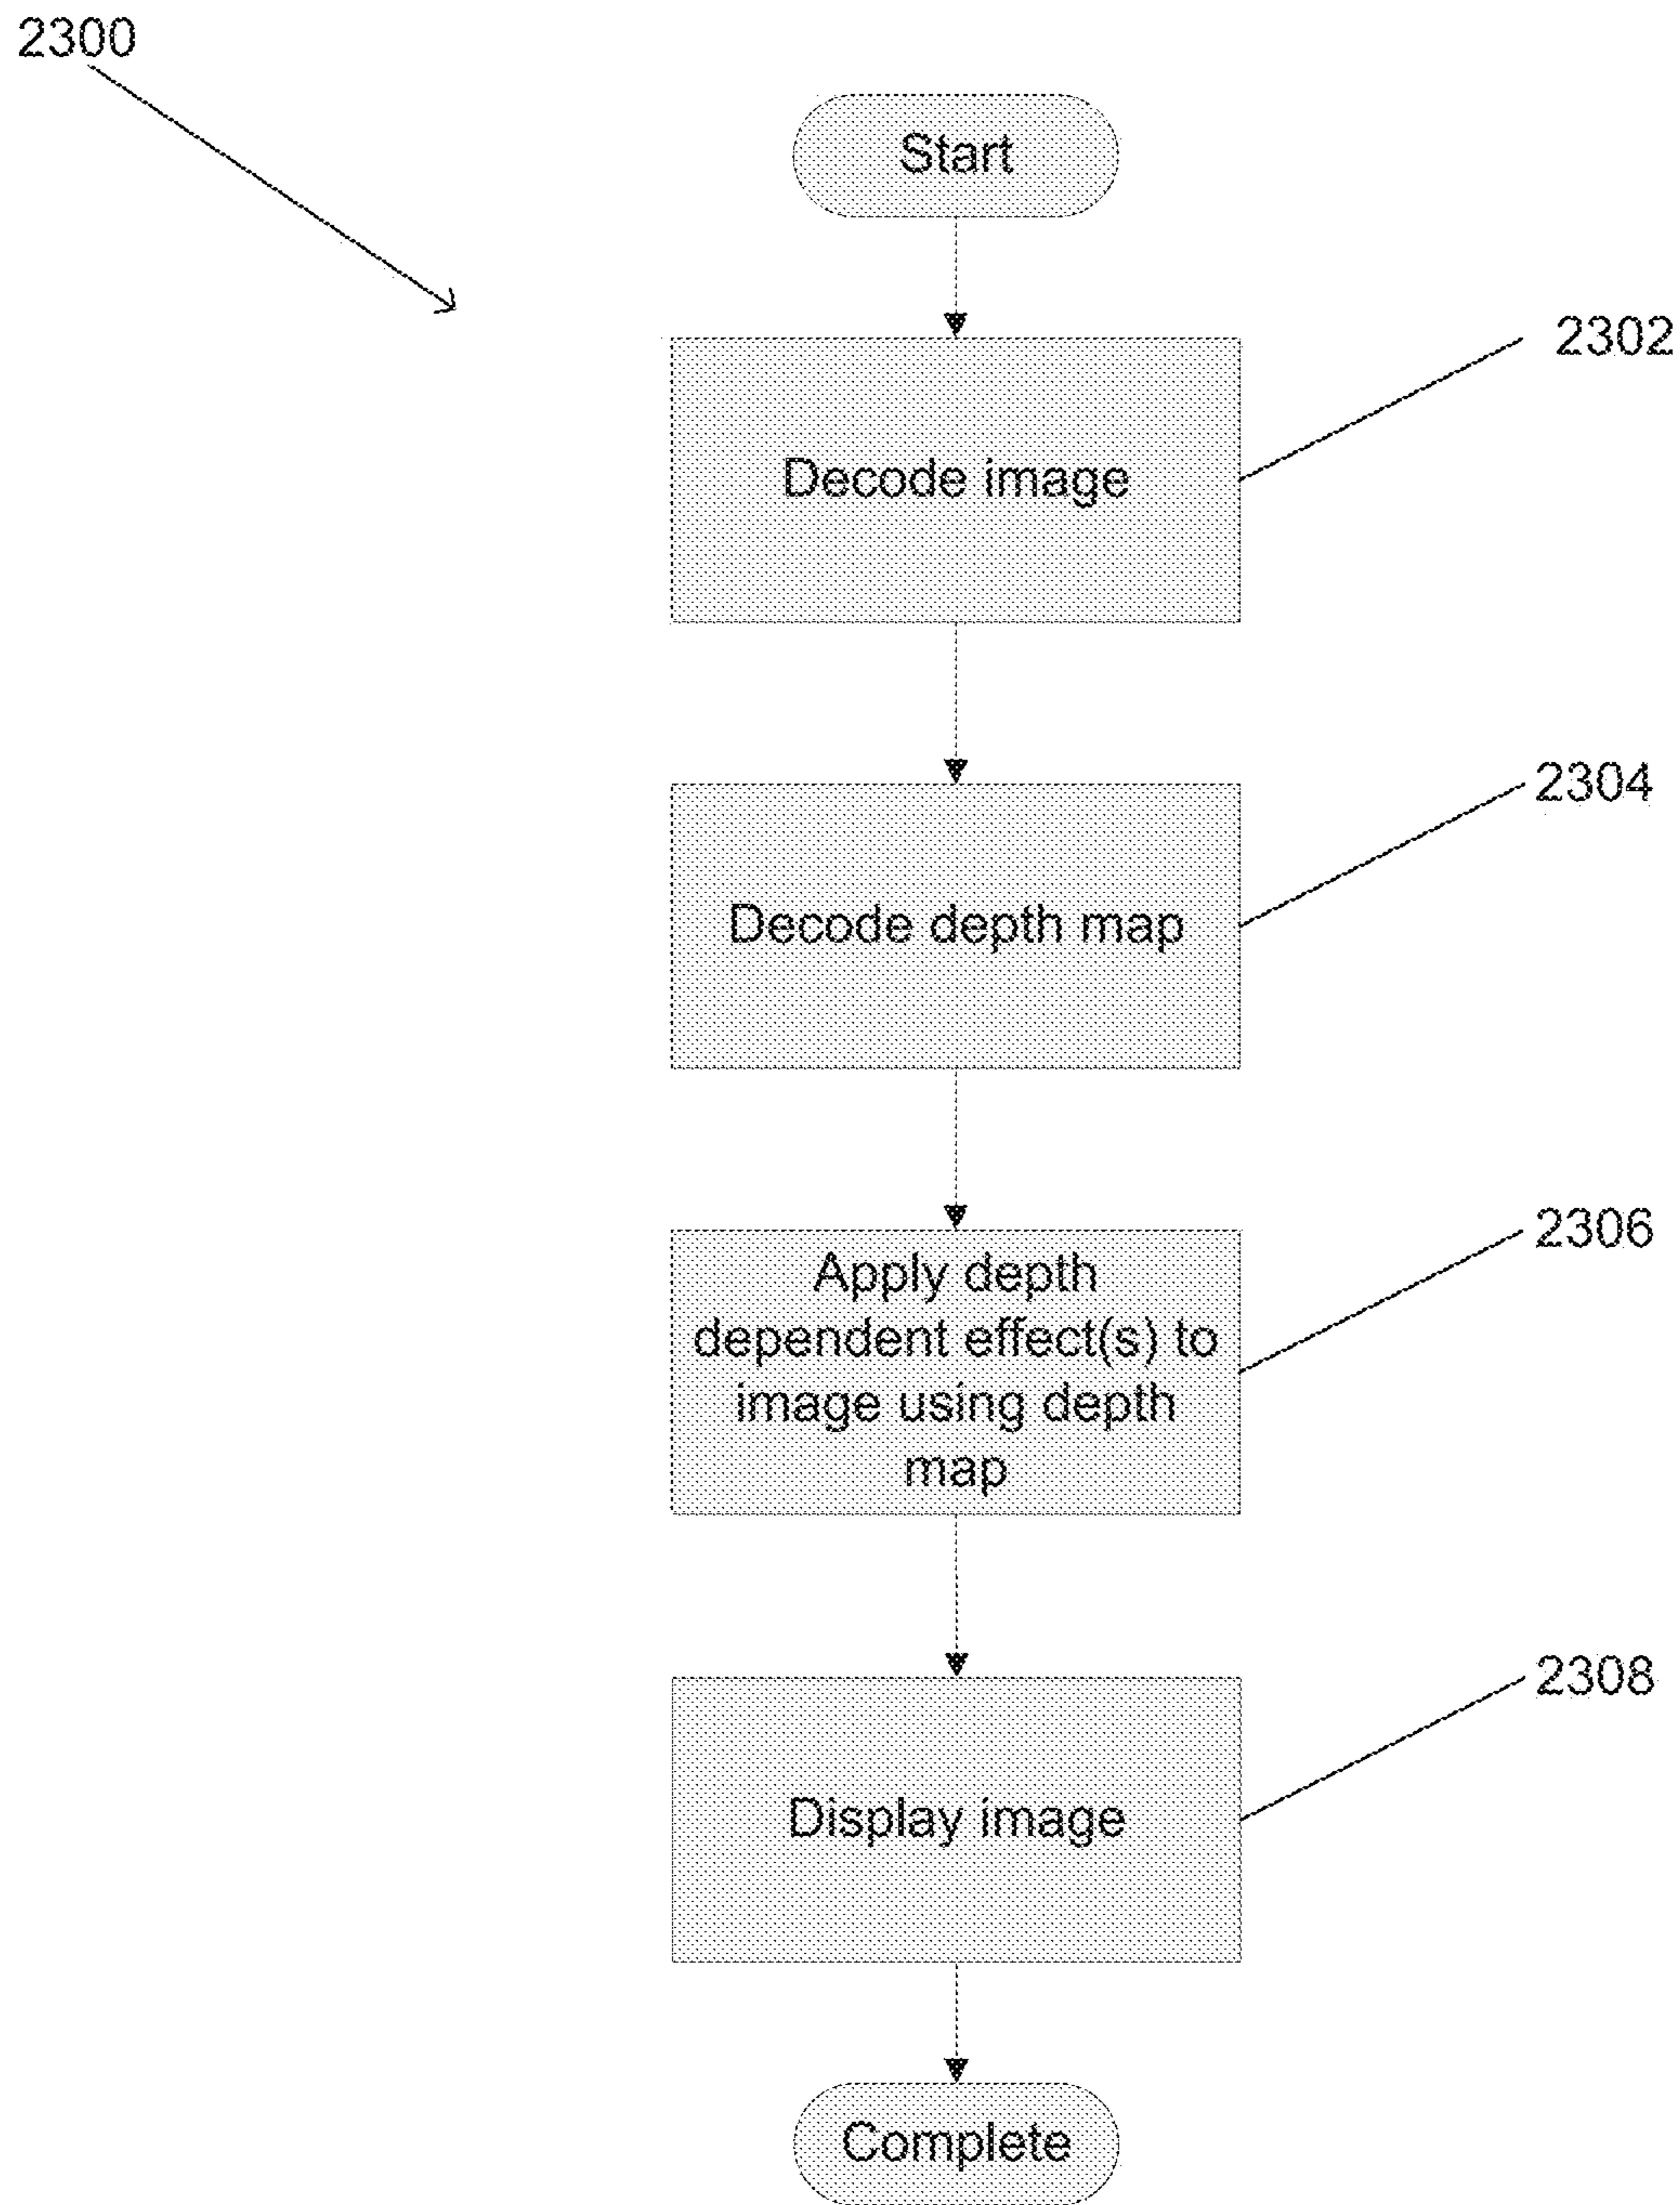 2300
Start
2302
Decode image
2304
Decode depth map
2306
Apply depth
dependent effect(s) to
image using depth
map
2308
Display image
Complete